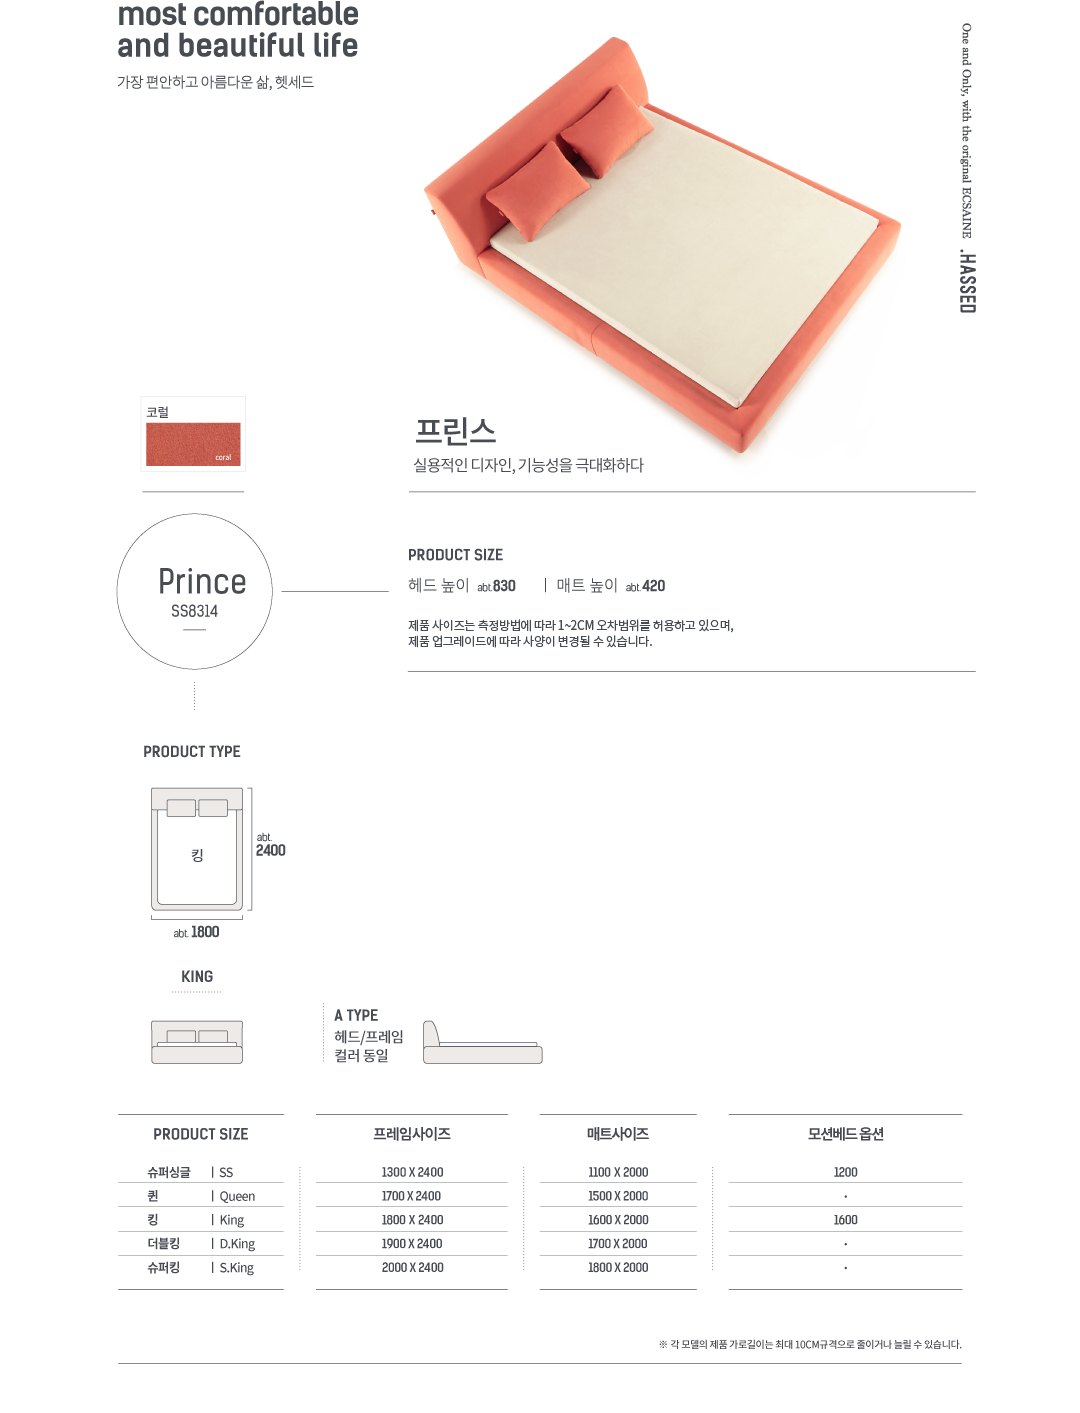 most comfortable
and beautiful life
가장 편안하고 아름다운 삶, 헷세드
One and Only, with the original ECSAINE .HASSED
코럴
coral
프린스
실용적인 디자인, 기능성을 극대화하다
Prince
SS8314
PRODUCT SIZE
헤드 높이 abt.830 | 매트 높이 abt.420
제품 사이즈는 측정방법에 따라 1~2CM 오차범위를 허용하고 있으며,
제품 업그레이드에 따라 사양이 변경될 수 있습니다.
PRODUCT TYPE
킹
abt.
2400
abt. 1800
KING
A TYPE
헤드/프레임
컬러 동일
PRODUCT SIZE 프레임사이즈 매트사이즈 모션베드 옵션
슈퍼싱글 | SS 1300 X 2400 1100 X 2000 1200
퀸 | Queen 1700 X 2400 1500 X 2000 -
킹 | King 1800 X 2400 1600 X 2000 1600
더블킹 | D.King 1900 X 2400 1700 X 2000 -
슈퍼킹 | S.King 2000 X 2400 1800 X 2000 -
※ 각 모델의 제품 가로길이는 최대 10CM규격으로 줄이거나 늘릴 수 있습니다.